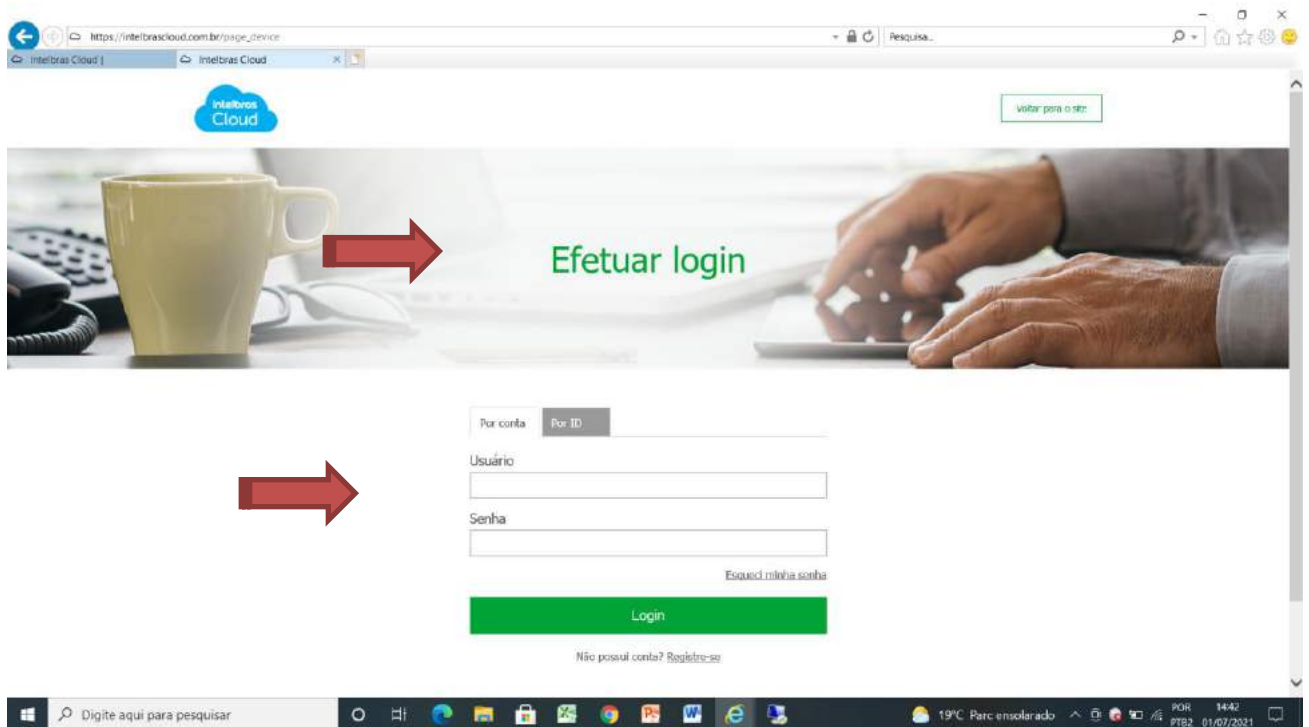 https://intelbrascloud.com.br/page_device
Pesquisa...
Intelbras Cloud |
Intelbras Cloud
intelbras
Cloud
Voltar para o site
Efetuar login
Por conta
Por ID
Usuário
Senha
Esqueci minha senha
Login
Não possui conta? Registre-se
Digite aqui para pesquisar
19°C Parc ensolarado
POR
PTB2
14:42
01/07/2021